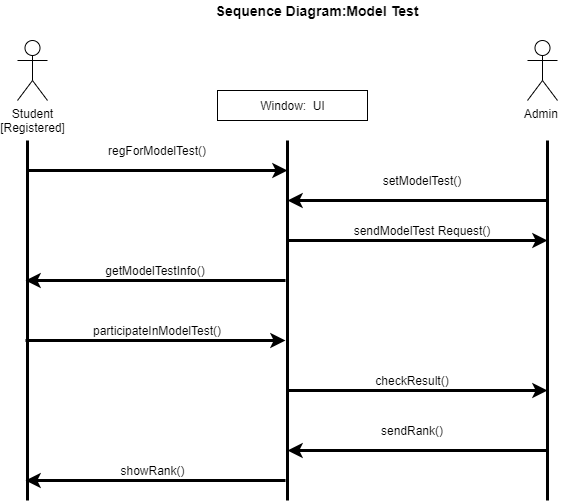 Sequence Diagram:Model Test
Student
[Registered]
Window:  UI
Admin
regForModelTest()
setModelTest()
sendModelTest Request()
getModelTestInfo()
participateInModelTest()
checkResult()
sendRank()
showRank()